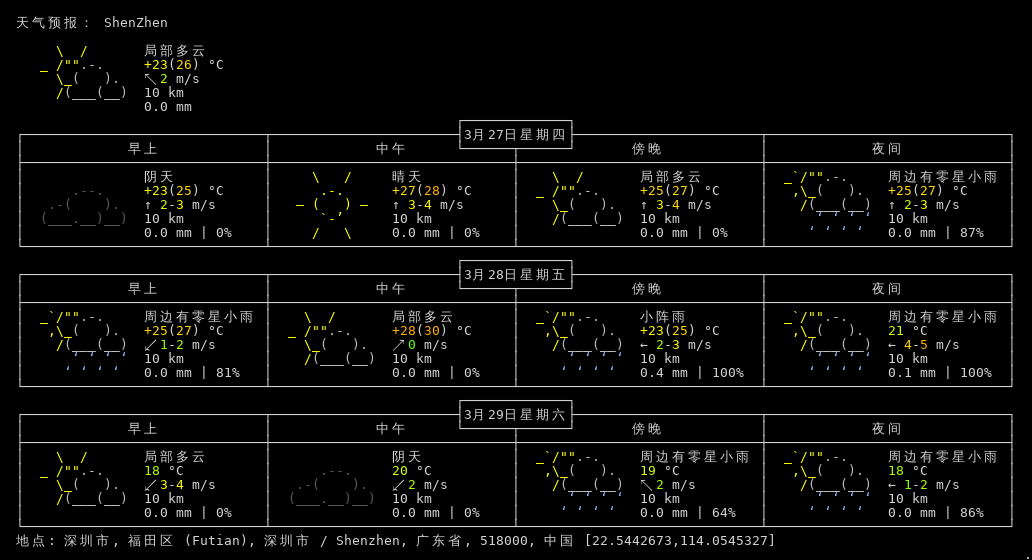 天气预报： ShenZhen
局部多云
+23(26) °C
↖ 2 m/s
10 km
0.0 mm
3月27日星期四
早上 中午 傍晚 夜间
阴天 晴天 局部多云 周边有零星小雨
+23(25) °C +27(28) °C +25(27) °C +25(27) °C
↑ 2-3 m/s ↑ 3-4 m/s ↑ 3-4 m/s ↑ 2-3 m/s
10 km 10 km 10 km 10 km
0.0 mm | 0% 0.0 mm | 0% 0.0 mm | 0% 0.0 mm | 87%
3月28日星期五
早上 中午 傍晚 夜间
周边有零星小雨 局部多云 小阵雨 周边有零星小雨
+25(27) °C +28(30) °C +23(25) °C 21 °C
↙ 1-2 m/s ↗ 0 m/s ← 2-3 m/s ← 4-5 m/s
10 km 10 km 10 km 10 km
0.0 mm | 81% 0.0 mm | 0% 0.4 mm | 100% 0.1 mm | 100%
3月29日星期六
早上 中午 傍晚 夜间
局部多云 阴天 周边有零星小雨 周边有零星小雨
18 °C 20 °C 19 °C 18 °C
↙ 3-4 m/s ↙ 2 m/s ↖ 2 m/s ← 1-2 m/s
10 km 10 km 10 km 10 km
0.0 mm | 0% 0.0 mm | 0% 0.0 mm | 64% 0.0 mm | 86%
地点: 深圳市, 福田区 (Futian), 深圳市 / Shenzhen, 广东省, 518000, 中国 [22.5442673,114.0545327]